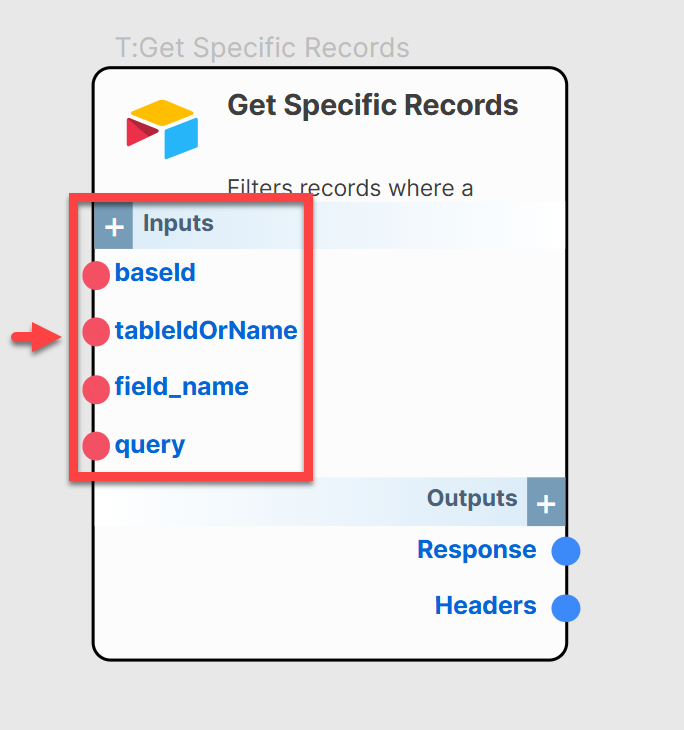 T:Get Specific Records
Get Specific Records
Filters records where a
+ Inputs
baseId
tableIdOrName
field_name
query
Outputs +
Response
Headers